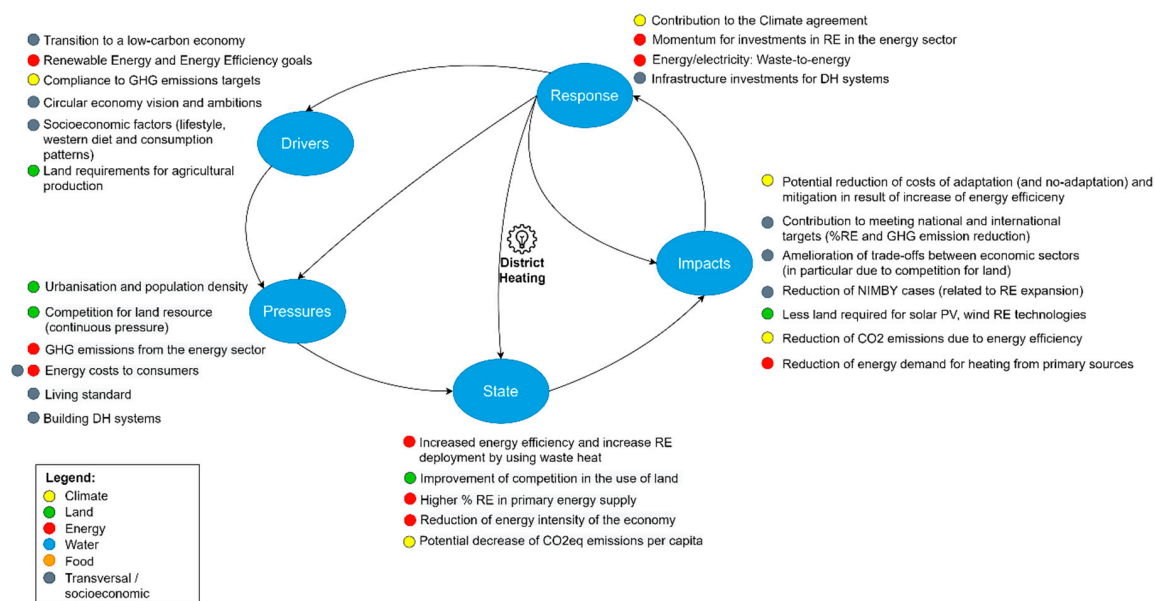 Contribution to the Climate agreement
Momentum for investments in RE in the energy sector
Energy/electricity: Waste-to-energy
Infrastructure investments for DH systems
Response
Transition to a low-carbon economy
Renewable Energy and Energy Efficiency goals
Compliance to GHG emissions targets
Circular economy vision and ambitions
Socioeconomic factors (lifestyle,
western diet and consumption
patterns)
Land requirements for agricultural
production
Drivers
Potential reduction of costs of adaptation (and no-adaptation) and
mitigation in result of increase of energy efficiceny
Contribution to meeting national and international
targets (%RE and GHG emission reduction)
Amelioration of trade-offs between economic sectors
(in particular due to competition for land)
Reduction of NIMBY cases (related to RE expansion)
Less land required for solar PV, wind RE technologies
Reduction of CO2 emissions due to energy efficiency
Reduction of energy demand for heating from primary sources
Impacts
District
Heating
Urbanisation and population density
Competition for land resource
(continuous pressure)
GHG emissions from the energy sector
Energy costs to consumers
Living standard
Building DH systems
Pressures
State
Increased energy efficiency and increase RE
deployment by using waste heat
Improvement of competition in the use of land
Higher % RE in primary energy supply
Reduction of energy intensity of the economy
Potential decrease of CO2eq emissions per capita
Legend:
Climate
Land
Energy
Water
Food
Transversal /
socioeconomic